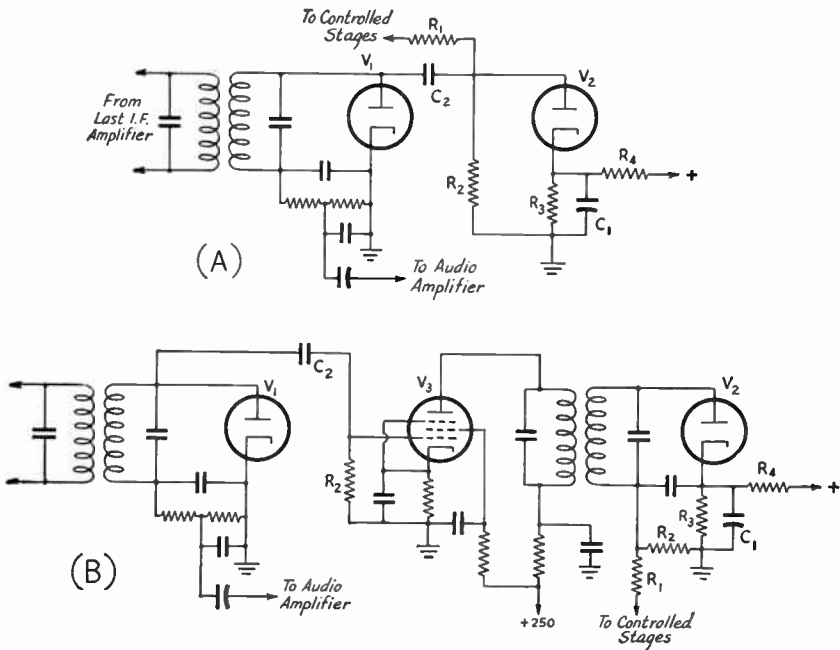 To Controlled
Stages
R₁
V₁
C₂
V₂
From
Last I.F.
Amplifier
R₂
R₄
+
R₃
C₁
(A)
To Audio
Amplifier
C₂
V₁
V₃
V₂
R₂
R₄
+
R₃
C₁
R₂
R₁
(B)
To Audio
Amplifier
+250
To Controlled
Stages